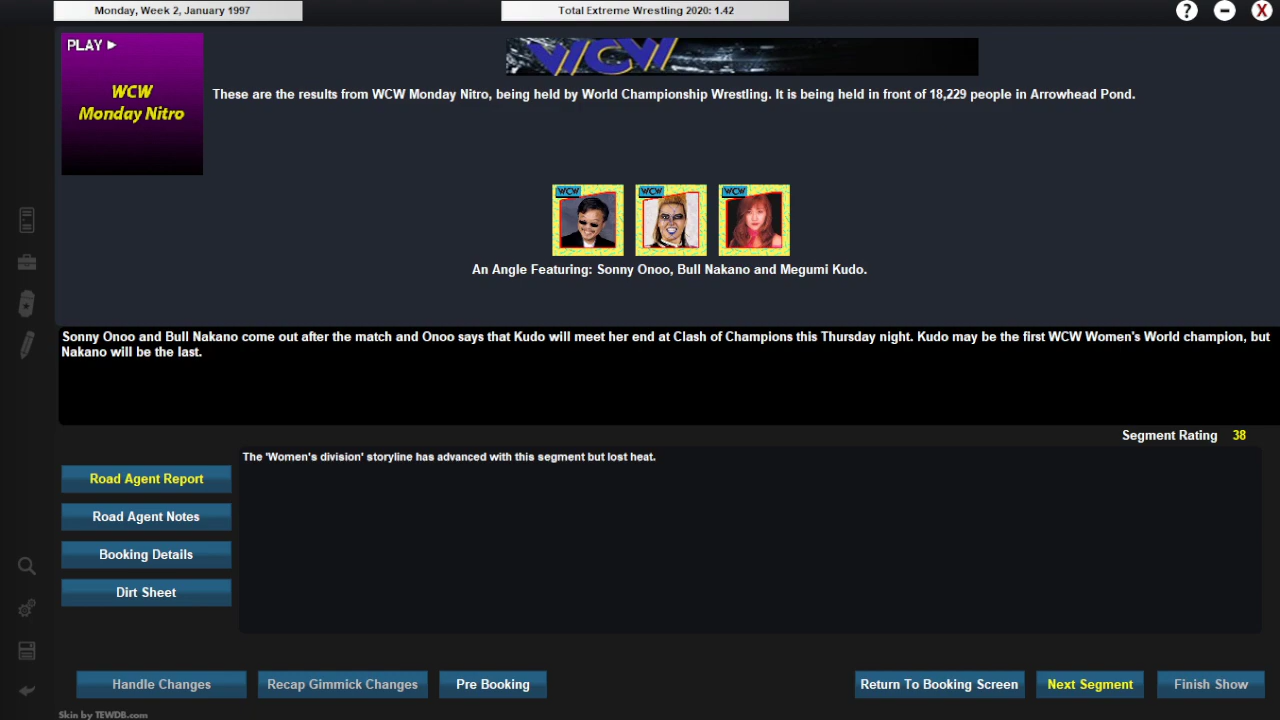 Monday, Week 2, January 1997
Total Extreme Wrestling 2020: 1.42
?
X
PLAY ►
WCW
Monday Nitro
WCW
These are the results from WCW Monday Nitro, being held by World Championship Wrestling. It is being held in front of 18,229 people in Arrowhead Pond.
WCW WCW WCW
An Angle Featuring: Sonny Onoo, Bull Nakano and Megumi Kudo.
Sonny Onoo and Bull Nakano come out after the match and Onoo says that Kudo will meet her end at Clash of Champions this Thursday night. Kudo may be the first WCW Women's World champion, but
Nakano will be the last.
Segment Rating 38
The 'Women's division' storyline has advanced with this segment but lost heat.
Road Agent Report
Road Agent Notes
Booking Details
Dirt Sheet
Handle Changes
Recap Gimmick Changes
Pre Booking
Return To Booking Screen
Next Segment
Finish Show
Skin by TEWDB.com